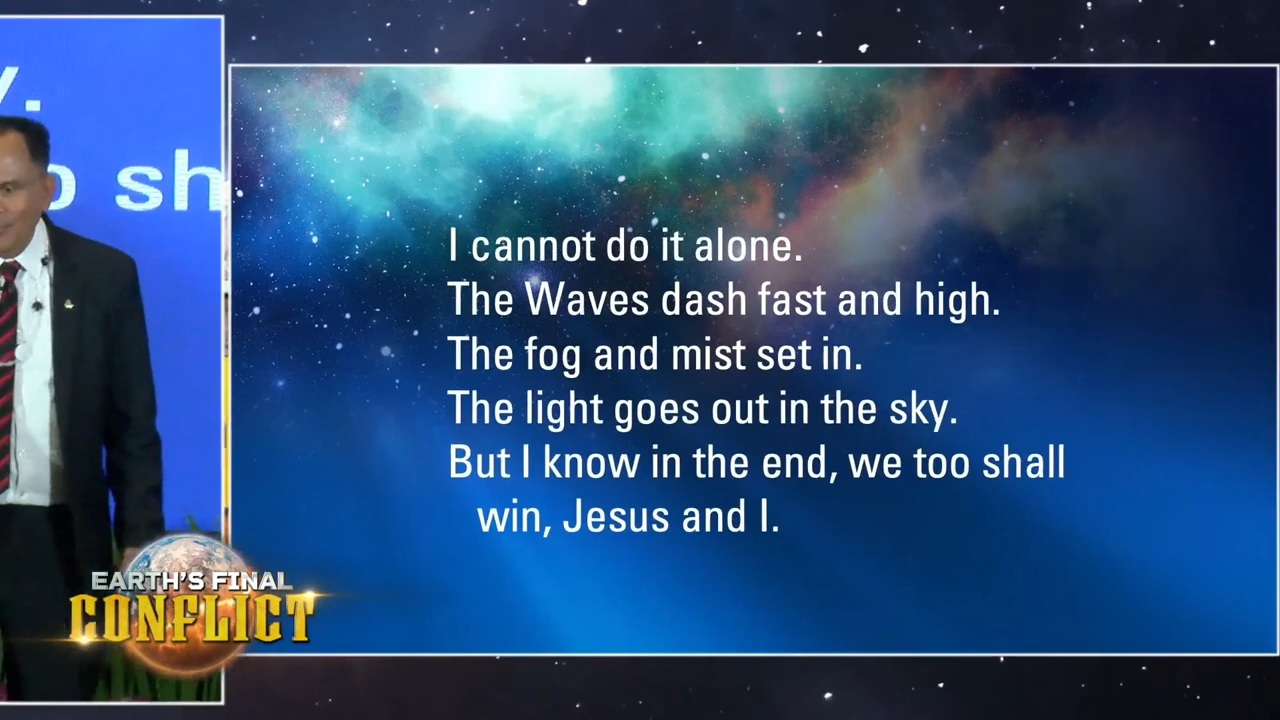 y.
o sh
I cannot do it alone.
The Waves dash fast and high.
The fog and mist set in.
The light goes out in the sky.
But I know in the end, we too shall
win, Jesus and I.
EARTH'S FINAL
CONFLICT